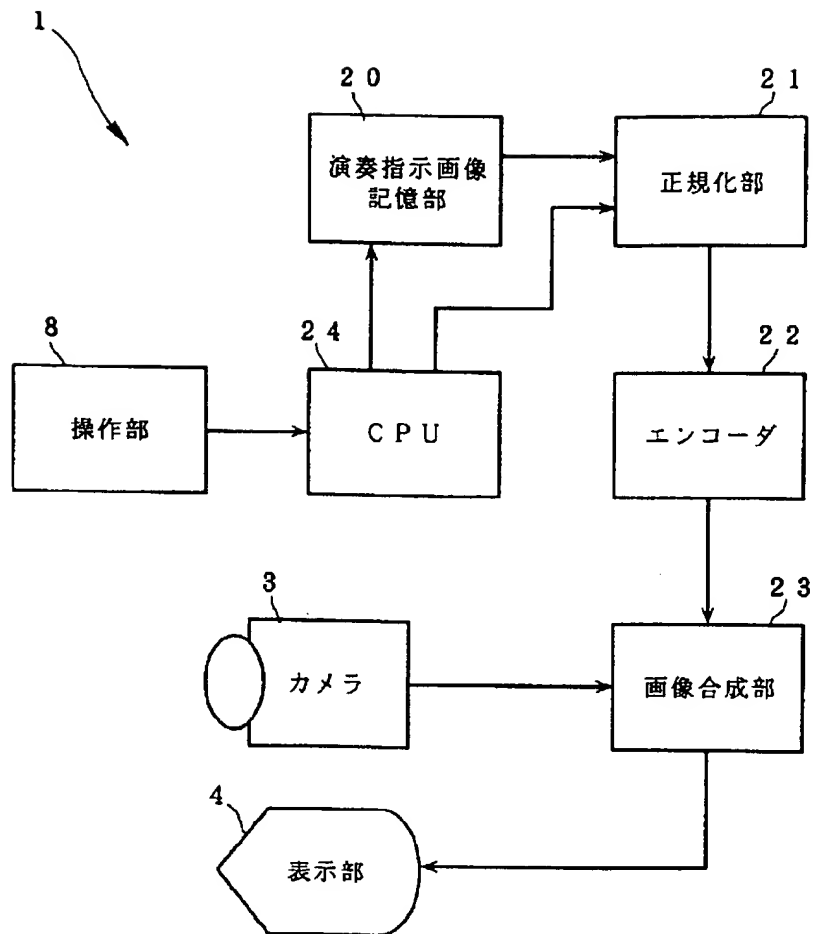 1
２０
演奏指示画像
記憶部
２１
正規化部
8
操作部
２４
ＣＰＵ
２２
エンコーダ
3
カメラ
２３
画像合成部
4
表示部